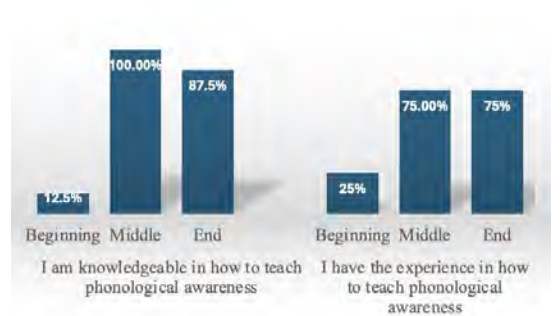 100.00%
87.5%
12.5%
75.00%
75%
25%
Beginning Middle End
Beginning Middle End
I am knowledgeable in how to teach
phonological awareness
I have the experience in how
to teach phonological
awareness